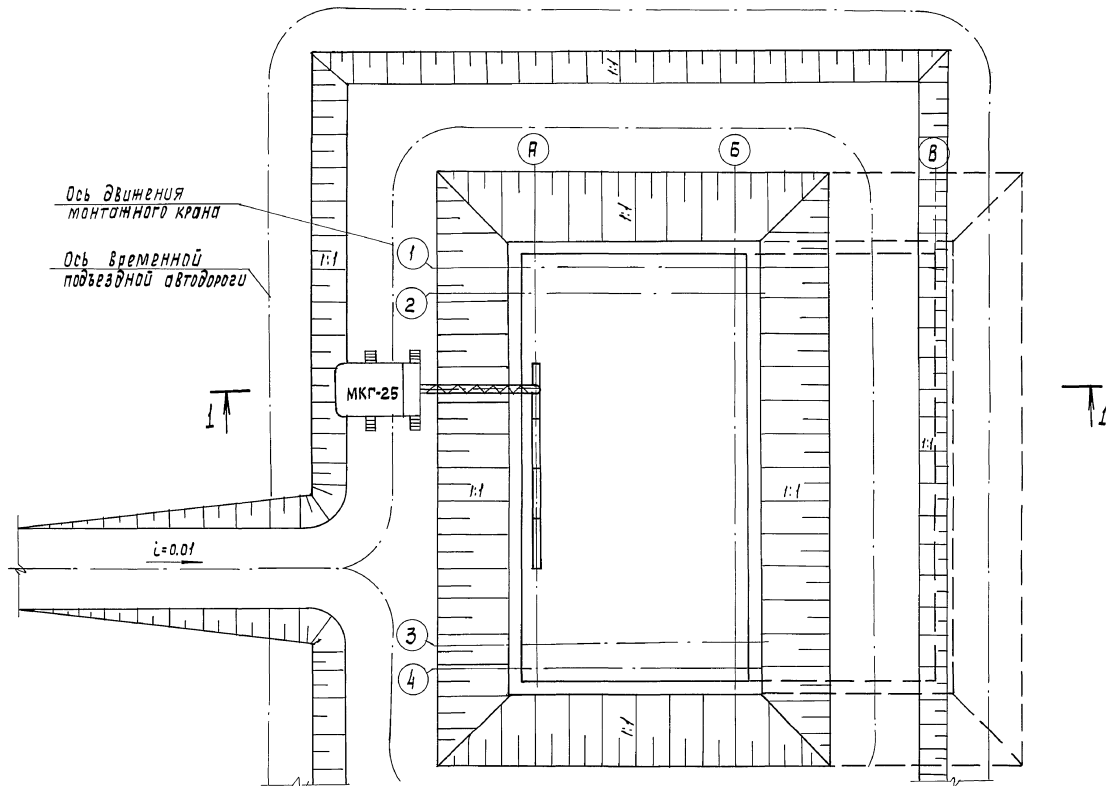 1:1
А
Б
В
Ось движения
монтажного крана
1:1
1
1:1
Ось временной
подъездной автодороги
2
МКГ-25
1
1
1:1
1:1
1:1
i=0.01
3
4
1:1